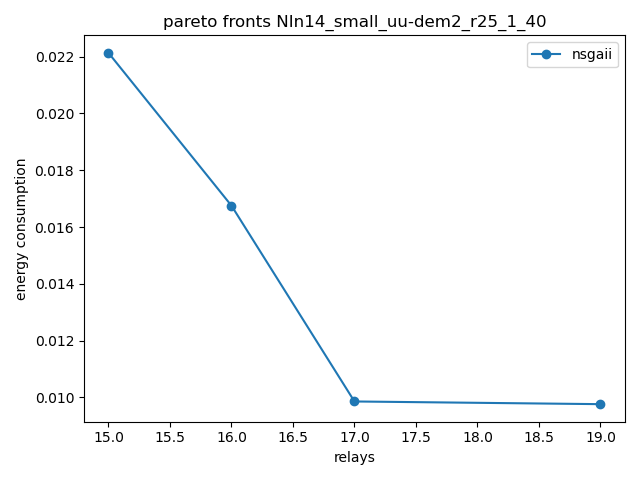 pareto fronts NIn14_small_uu-dem2_r25_1_40
nsgaii
0.022
0.020
0.018
0.016
0.014
0.012
0.010
energy consumption
15.0 15.5 16.0 16.5 17.0 17.5 18.0 18.5 19.0
relays